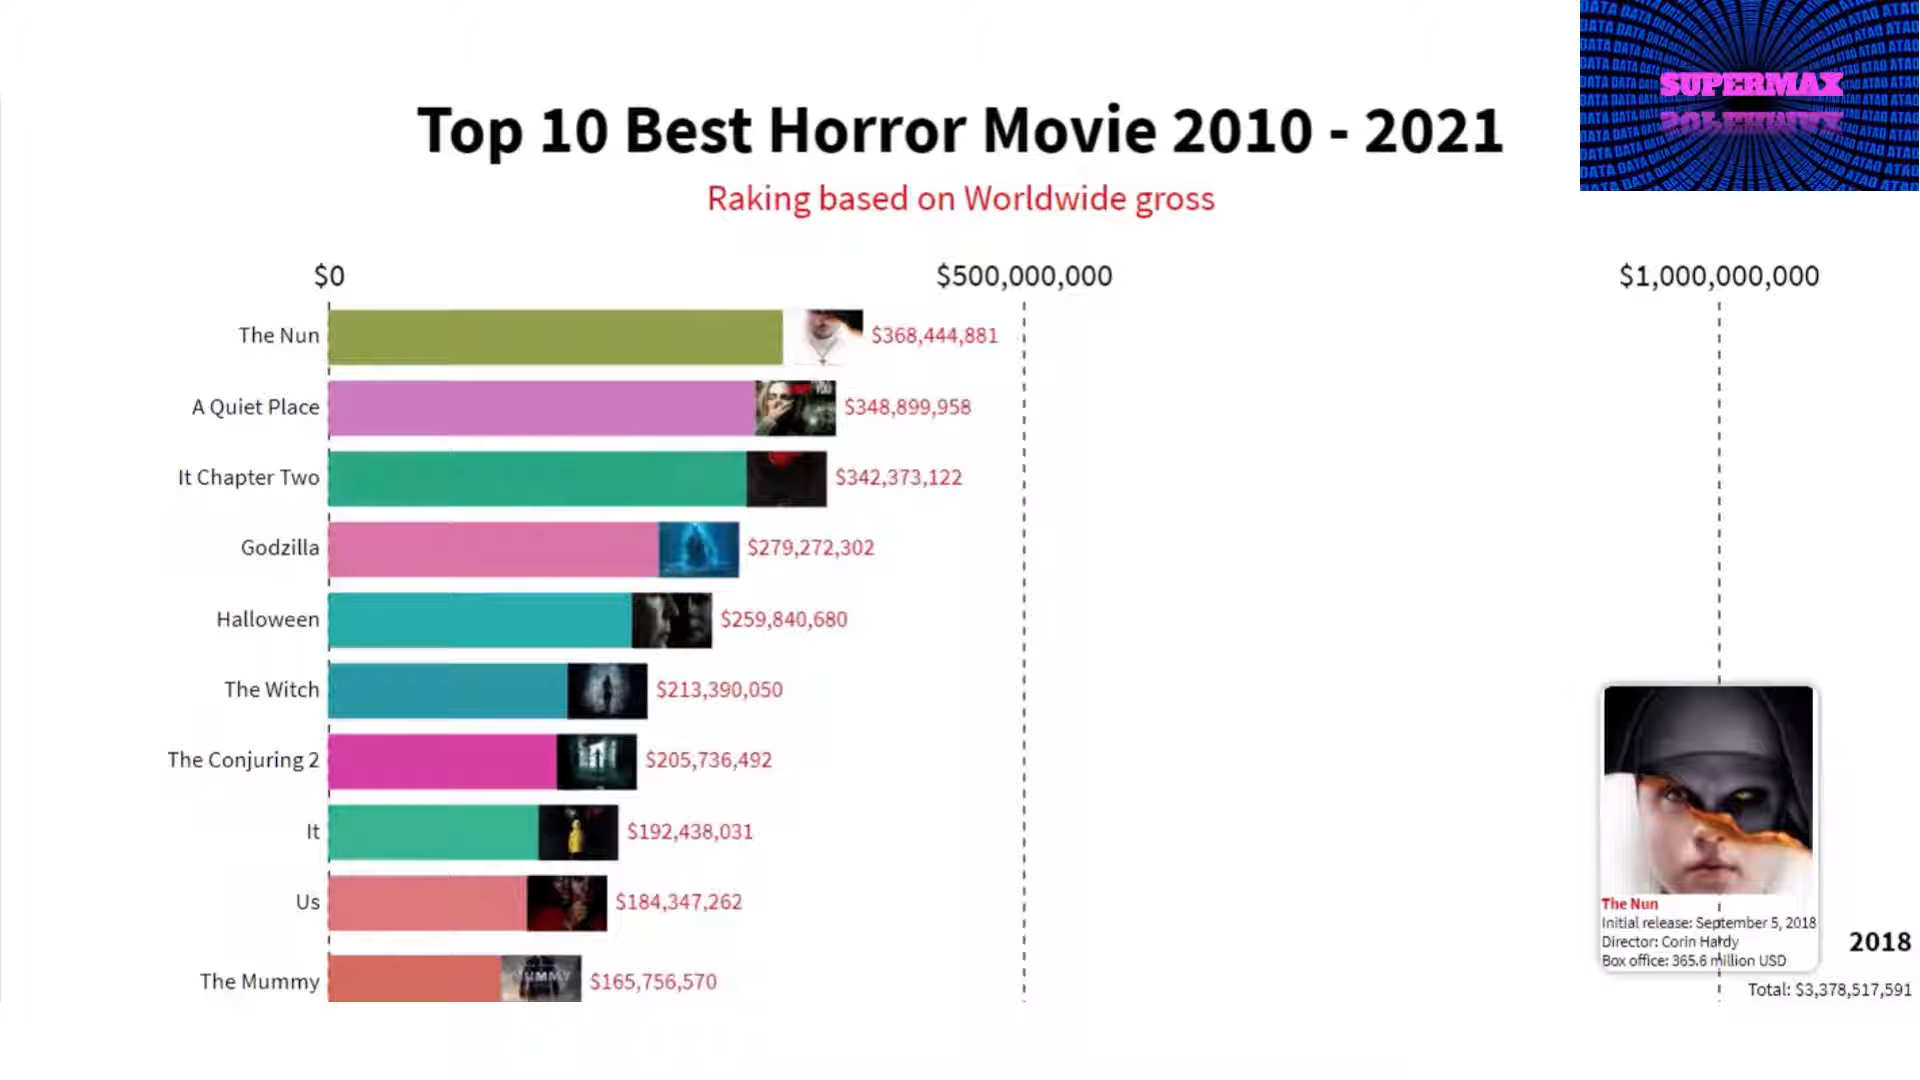 SUPERMAX
Top 10 Best Horror Movie 2010 - 2021
Raking based on Worldwide gross
$0 $500,000,000 $1,000,000,000
The Nun $368,444,881
A Quiet Place $348,899,958
It Chapter Two $342,373,122
Godzilla $279,272,302
Halloween $259,840,680
The Witch $213,390,050
The Conjuring 2 $205,736,492
It $192,438,031
Us $184,347,262
The Mummy $165,756,570
The Nun
Initial release: September 5, 2018
Director: Corin Hardy
Box office: 365.6 million USD
2018
Total: $3,378,517,591